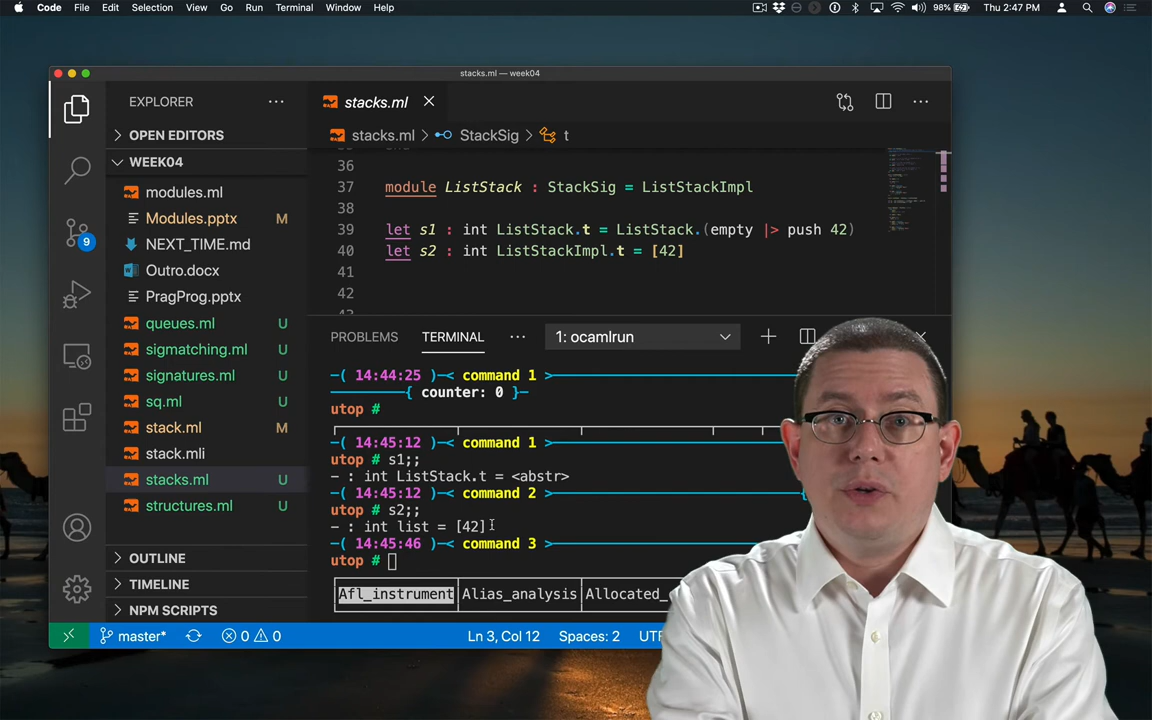 Code File Edit Selection View Go Run Terminal Window Help 98% Thu 2:47 PM
stacks.ml — week04
EXPLORER
OPEN EDITORS
WEEK04
modules.ml
Modules.pptx M
NEXT_TIME.md
Outro.docx
PragProg.pptx
queues.ml U
sigmatching.ml U
signatures.ml U
sq.ml U
stack.ml M
stack.mli
stacks.ml U
structures.ml U
OUTLINE
TIMELINE
NPM SCRIPTS
9
stacks.ml
stacks.ml > StackSig > t
36
37 module ListStack : StackSig = ListStackImpl
38
39 let s1 : int ListStack.t = ListStack.(empty |> push 42)
40 let s2 : int ListStackImpl.t = [42]
41
42
PROBLEMS TERMINAL 1: ocamlrun
─( 14:44:25 )─< command 1 >
{ counter: 0 }─
utop #
─( 14:45:12 )─< command 1 >
utop # s1;;
- : int ListStack.t = <abstr>
─( 14:45:12 )─< command 2 >
utop # s2;;
- : int list = [42]
─( 14:45:46 )─< command 3 >
utop #
Afl_instrument Alias_analysis Allocated_
master* 0 0 Ln 3, Col 12 Spaces: 2